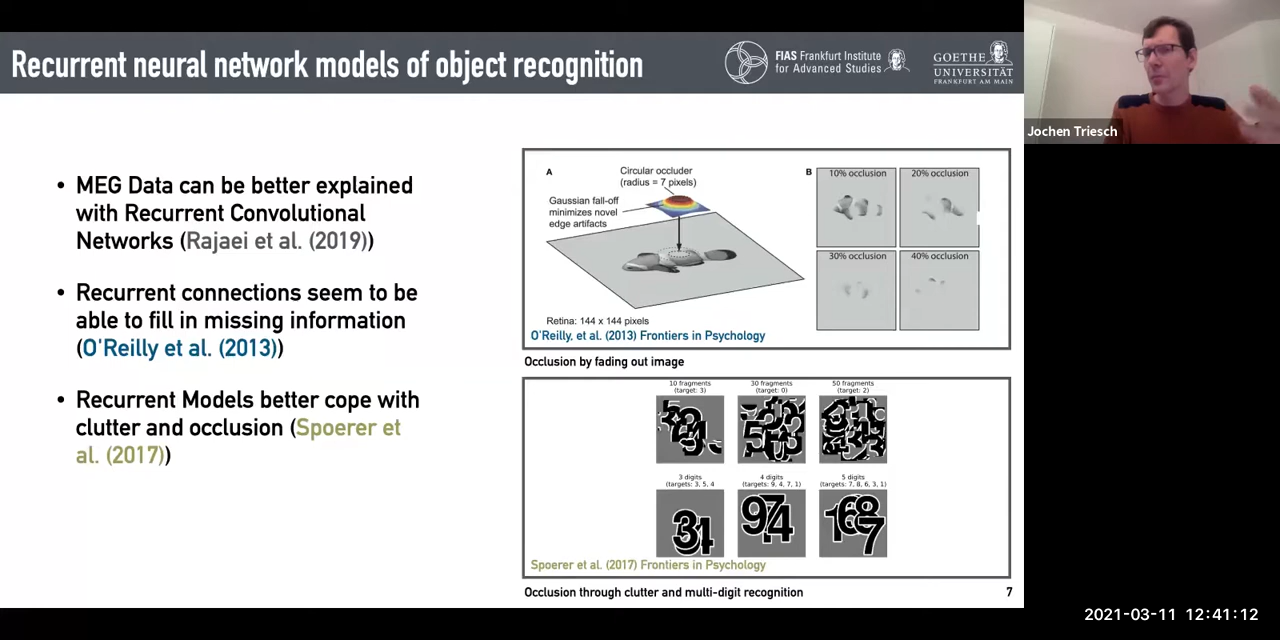 Recurrent neural network models of object recognition
FIAS Frankfurt Institute
for Advanced Studies
GOETHE
UNIVERSITÄT
FRANKFURT AM MAIN
Jochen Triesch
• MEG Data can be better explained
with Recurrent Convolutional
Networks (Rajaei et al. (2019))
• Recurrent connections seem to be
able to fill in missing information
(O'Reilly et al. (2013))
• Recurrent Models better cope with
clutter and occlusion (Spoerer et
al. (2017))
A
Circular occluder
(radius = 7 pixels)
Gaussian fall-off
minimizes novel
edge artifacts
Retina: 144 x 144 pixels
B
10% occlusion
20% occlusion
30% occlusion
40% occlusion
O'Reilly, et al. (2013) Frontiers in Psychology
Occlusion by fading out image
10 fragments
(target: 3)
30 fragments
(target: 0)
50 fragments
(target: 2)
3 digits
(targets: 3, 5, 4
4 digits
(targets: 9, 4, 7, 1)
5 digits
(targets: 7, 8, 6, 3, 1)
974
1687
Spoerer et al. (2017) Frontiers in Psychology
Occlusion through clutter and multi-digit recognition
7
2021-03-11 12:41:12